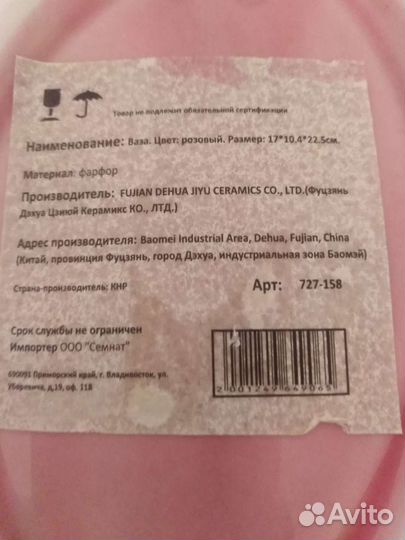 Товар не подлежит обязательной сертификации
Наименование: Ваза. Цвет: розовый. Размер: 17*10,4*22.5см.
Материал: фарфор
Производитель: FUJIAN DEHUA JIYU CERAMICS CO., LTD.(Фуцзянь
Дэхуа Цзиюй Керамикс КО., ЛТД.)
Адрес производителя: Baomei Industrial Area, Dehua, Fujian, China
(Китай, провинция Фуцзянь, город Дэхуа, индустриальная зона Баомэй)
Страна-производитель: КНР
Арт: 727-158
Срок службы не ограничен
Импортер ООО "Семнат"
690091 Приморский край, г. Владивосток, ул.
Уборевича, д,19, оф. 118
2 001249 649065
Avito